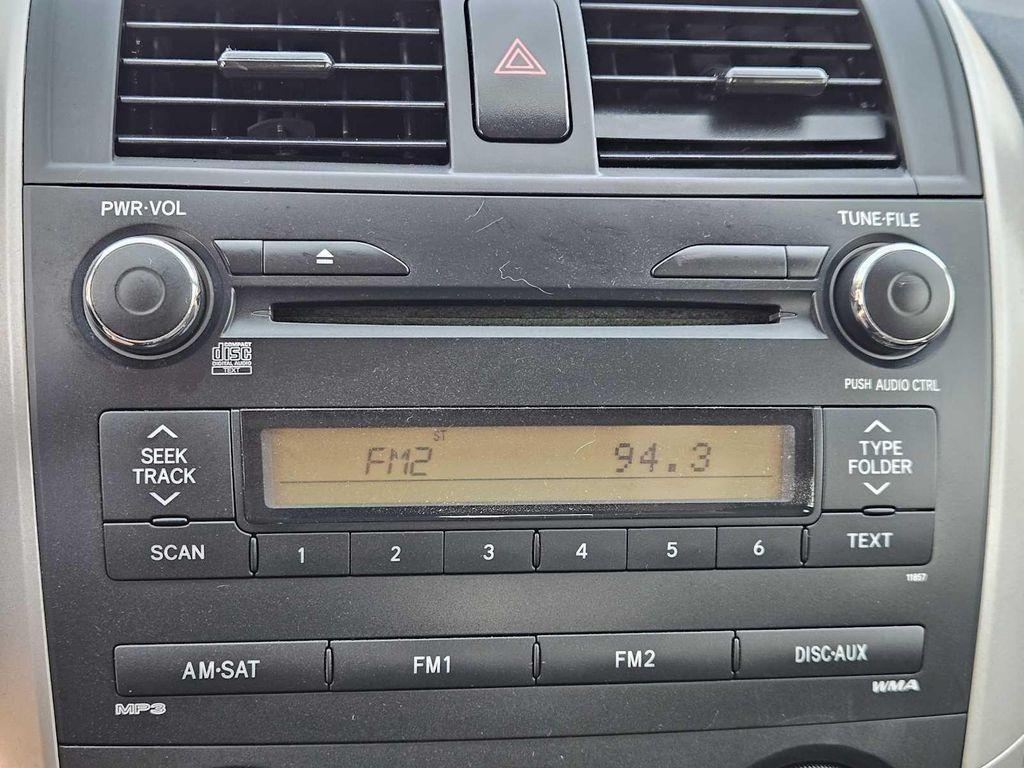 PWR·VOL
TUNE·FILE
COMPACT
disc
DIGITAL AUDIO
TEXT
PUSH AUDIO CTRL
SEEK
TRACK
ST
FM2 94.3
TYPE
FOLDER
SCAN 1 2 3 4 5 6 TEXT
11857
AM·SAT FM1 FM2 DISC·AUX
MP3 WMA